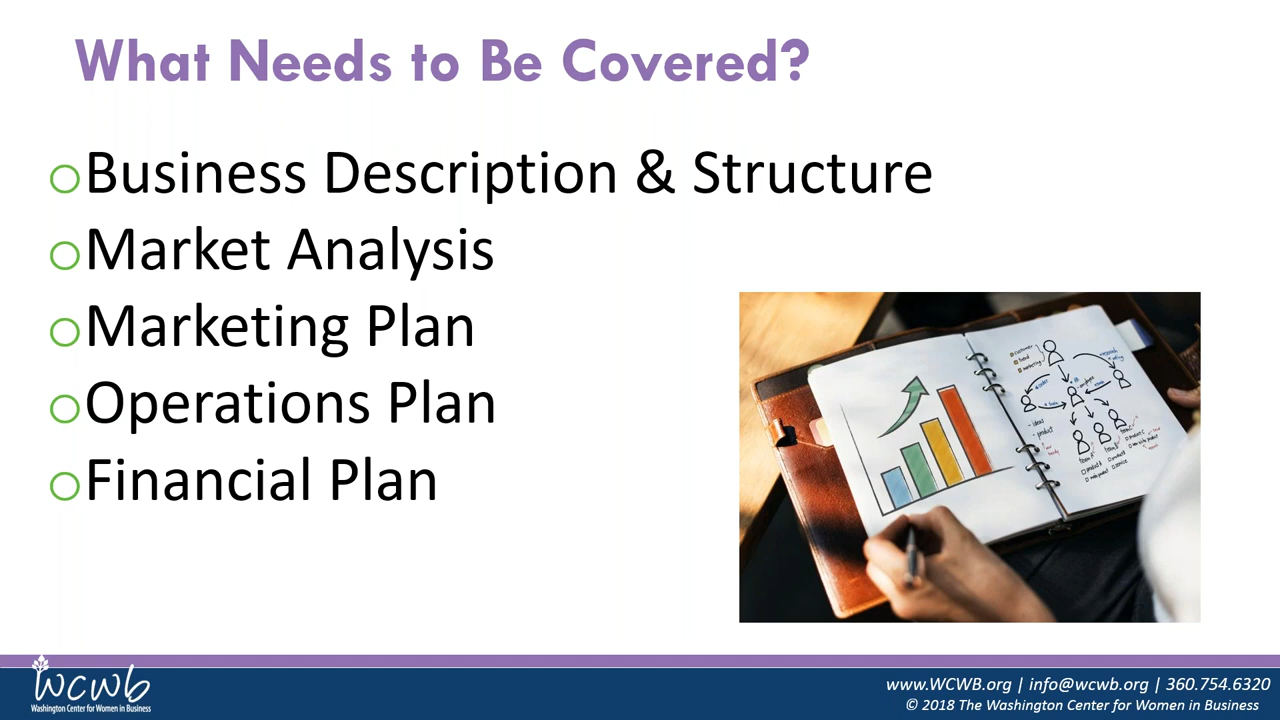 What Needs to Be Covered?
Business Description & Structure
Market Analysis
Marketing Plan
Operations Plan
Financial Plan
wcwb
Washington Center for Women in Business
www.WCWB.org | info@wcwb.org | 360.754.6320
© 2018 The Washington Center for Women in Business